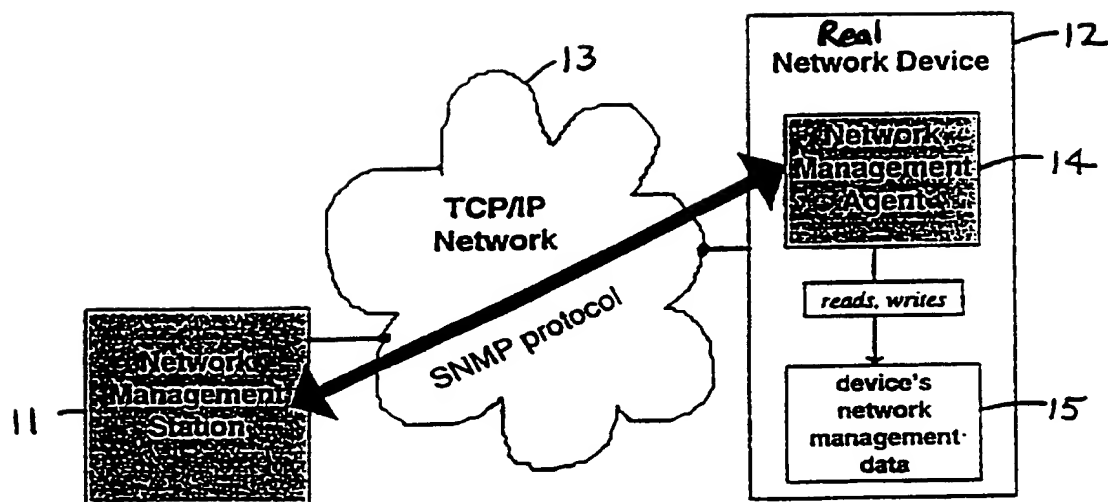 Real
12
Network Device
13
Network
Management
Agent
14
TCP/IP
Network
reads, writes
SNMP protocol
device's
network
management
data
15
Network
Management
Station
11